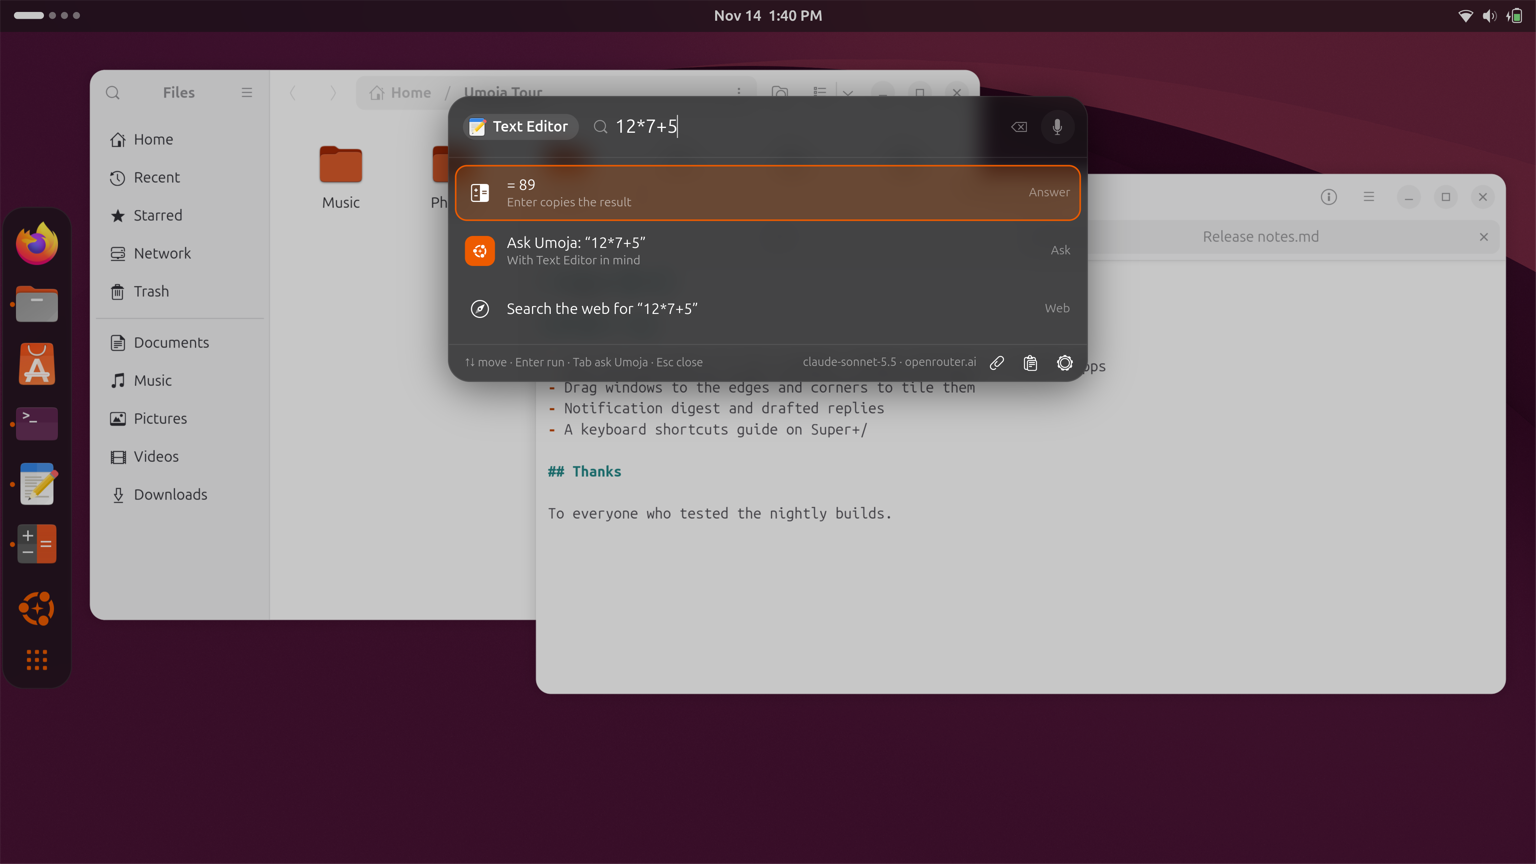 Nov 14 1:40 PM
Files
Home / Umoja Tour
Home
Recent
Starred
Network
Trash
Documents
Music
Pictures
Videos
Downloads
Music
Text Editor
12*7+5
= 89
Enter copies the result
Answer
Ask Umoja: “12*7+5”
With Text Editor in mind
Ask
Search the web for “12*7+5”
Web
↑↓ move · Enter run · Tab ask Umoja · Esc close
claude-sonnet-5.5 · openrouter.ai
Release notes.md
- Drag windows to the edges and corners to tile them
- Notification digest and drafted replies
- A keyboard shortcuts guide on Super+/
## Thanks
To everyone who tested the nightly builds.